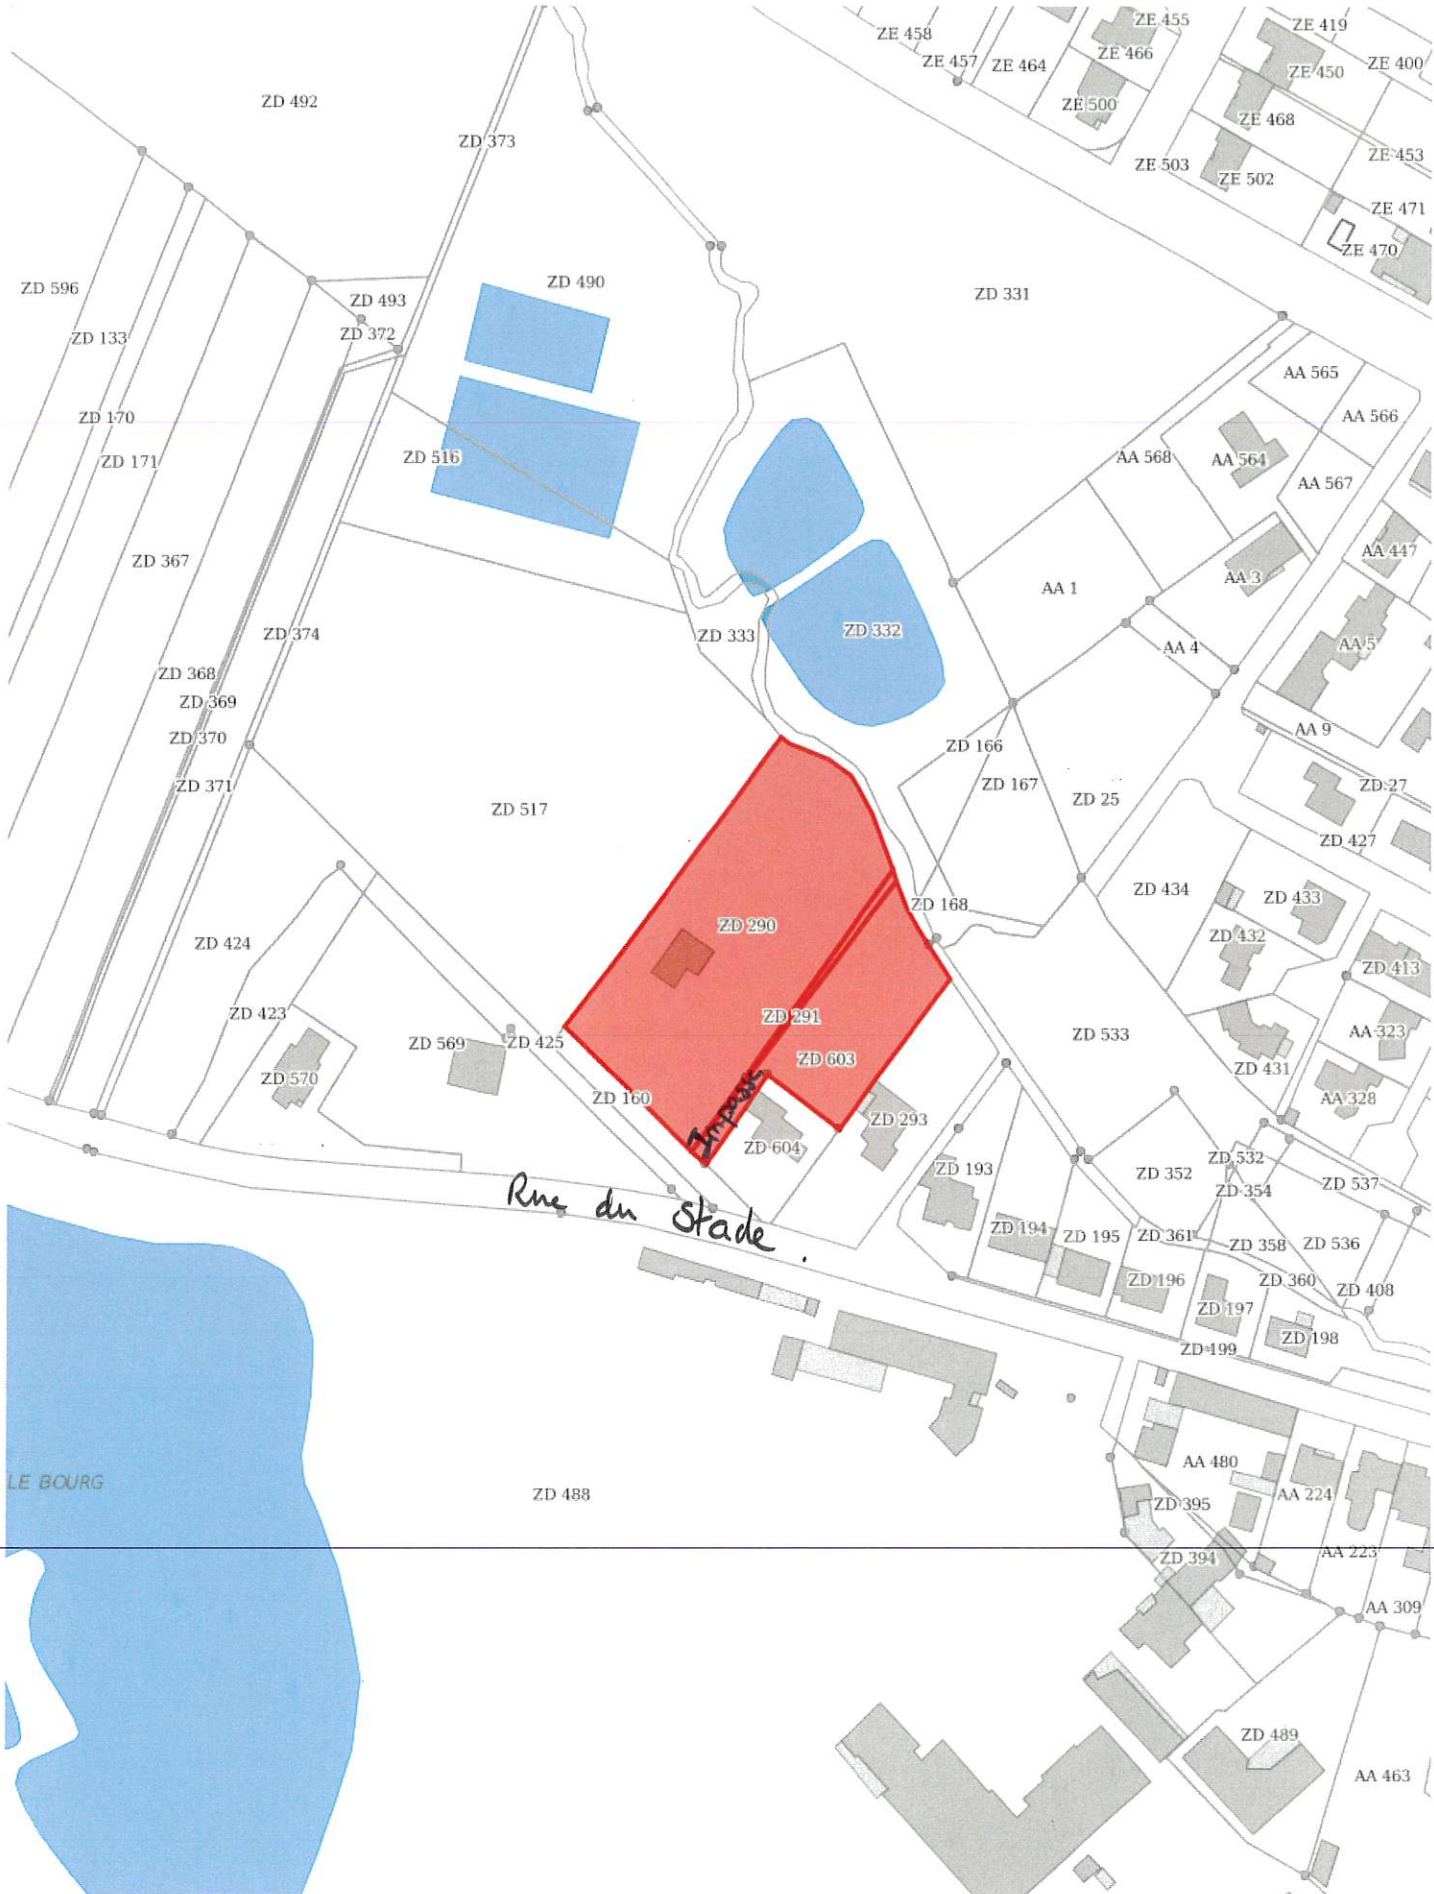 ZE 455
ZE 419
ZE 458
ZE 466
ZE 457
ZE 464
ZE 450
ZE 400
ZD 492
ZE 500
ZE 468
ZD 373
ZE 453
ZE 503
ZE 502
ZE 471
ZE 470
ZD 596
ZD 490
ZD 493
ZD 331
ZD 133
ZD 372
AA 565
AA 566
ZD 170
ZD 171
ZD 516
AA 568
AA 564
AA 567
ZD 367
AA 447
AA 3
AA 1
ZD 374
ZD 333
ZD 332
AA 4
AA 5
ZD 368
ZD 369
ZD 370
ZD 166
AA 9
ZD 371
ZD 167
ZD 25
ZD 27
ZD 517
ZD 427
ZD 434
ZD 433
ZD 168
ZD 290
ZD 424
ZD 432
ZD 413
ZD 423
ZD 291
ZD 569
ZD 425
ZD 533
AA 323
ZD 603
ZD 570
ZD 431
ZD 160
Impasse
AA 328
ZD 293
ZD 604
ZD 193
ZD 352
ZD 532
ZD 354
ZD 537
Rue du Stade.
ZD 194
ZD 195
ZD 361
ZD 358
ZD 536
ZD 196
ZD 360
ZD 408
ZD 197
ZD 198
ZD 199
LE BOURG
ZD 488
AA 480
AA 224
ZD 395
ZD 394
AA 223
AA 309
ZD 489
AA 463